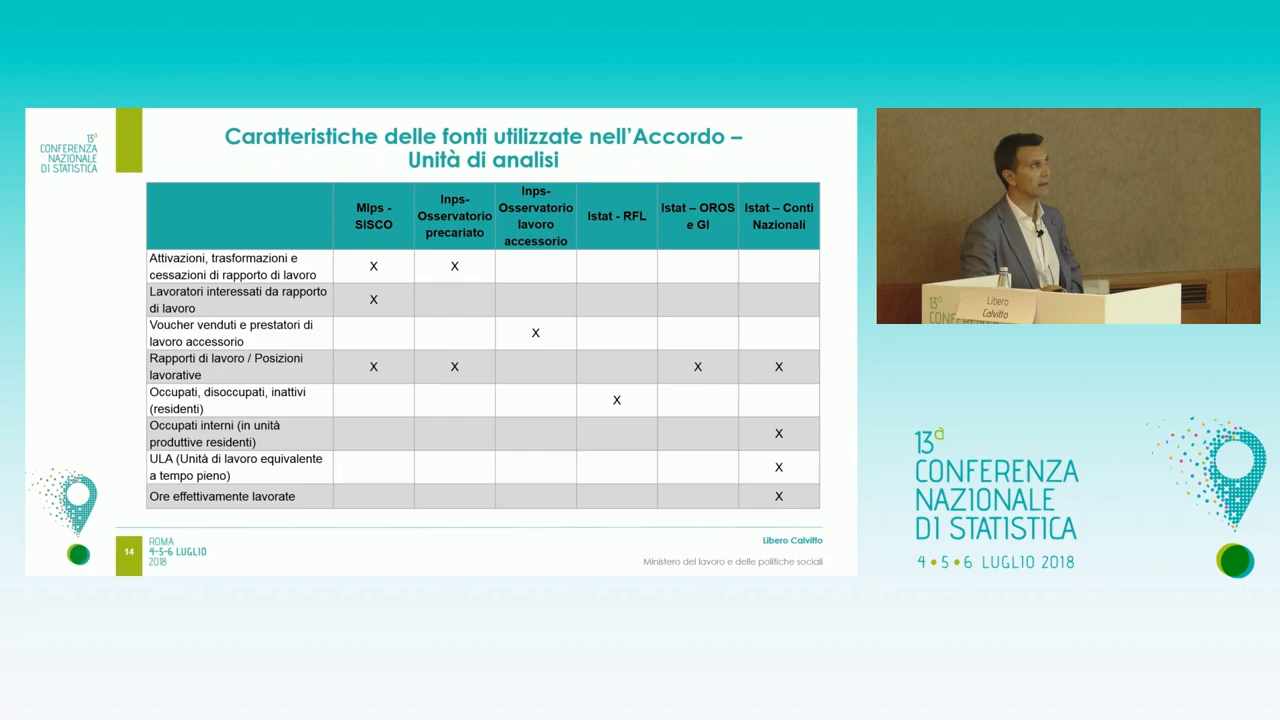 13ª
CONFERENZA
NAZIONALE
DI STATISTICA
Caratteristiche delle fonti utilizzate nell'Accordo –
Unità di analisi
Mlps -
SISCO
Inps-
Osservatorio
precariato
Inps-
Osservatorio
lavoro
accessorio
Istat - RFL
Istat – OROS
e GI
Istat – Conti
Nazionali
Attivazioni, trasformazioni e
cessazioni di rapporto di lavoro
X X
Lavoratori interessati da rapporto
di lavoro
X
Voucher venduti e prestatori di
lavoro accessorio
X
Rapporti di lavoro / Posizioni
lavorative
X X X X
Occupati, disoccupati, inattivi
(residenti)
X
Occupati interni (in unità
produttive residenti)
X
ULA (Unità di lavoro equivalente
a tempo pieno)
X
Ore effettivamente lavorate
X
14
ROMA
4-5-6 LUGLIO
2018
Libero Calvitto
Ministero del lavoro e delle politiche sociali
13ª
CONFERENZA
Libero
Calvitto
13ª
CONFERENZA
NAZIONALE
DI STATISTICA
4•5•6 LUGLIO 2018